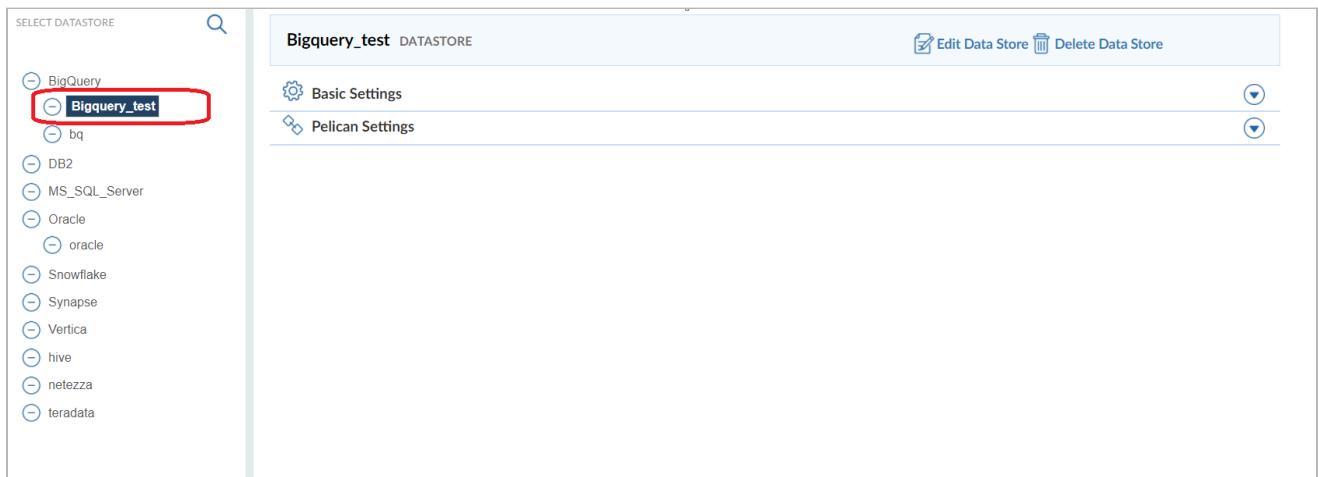 SELECT DATASTORE
BigQuery
Bigquery_test
bq
DB2
MS_SQL_Server
Oracle
oracle
Snowflake
Synapse
Vertica
hive
netezza
teradata
Bigquery_test DATASTORE
Edit Data Store Delete Data Store
Basic Settings
Pelican Settings